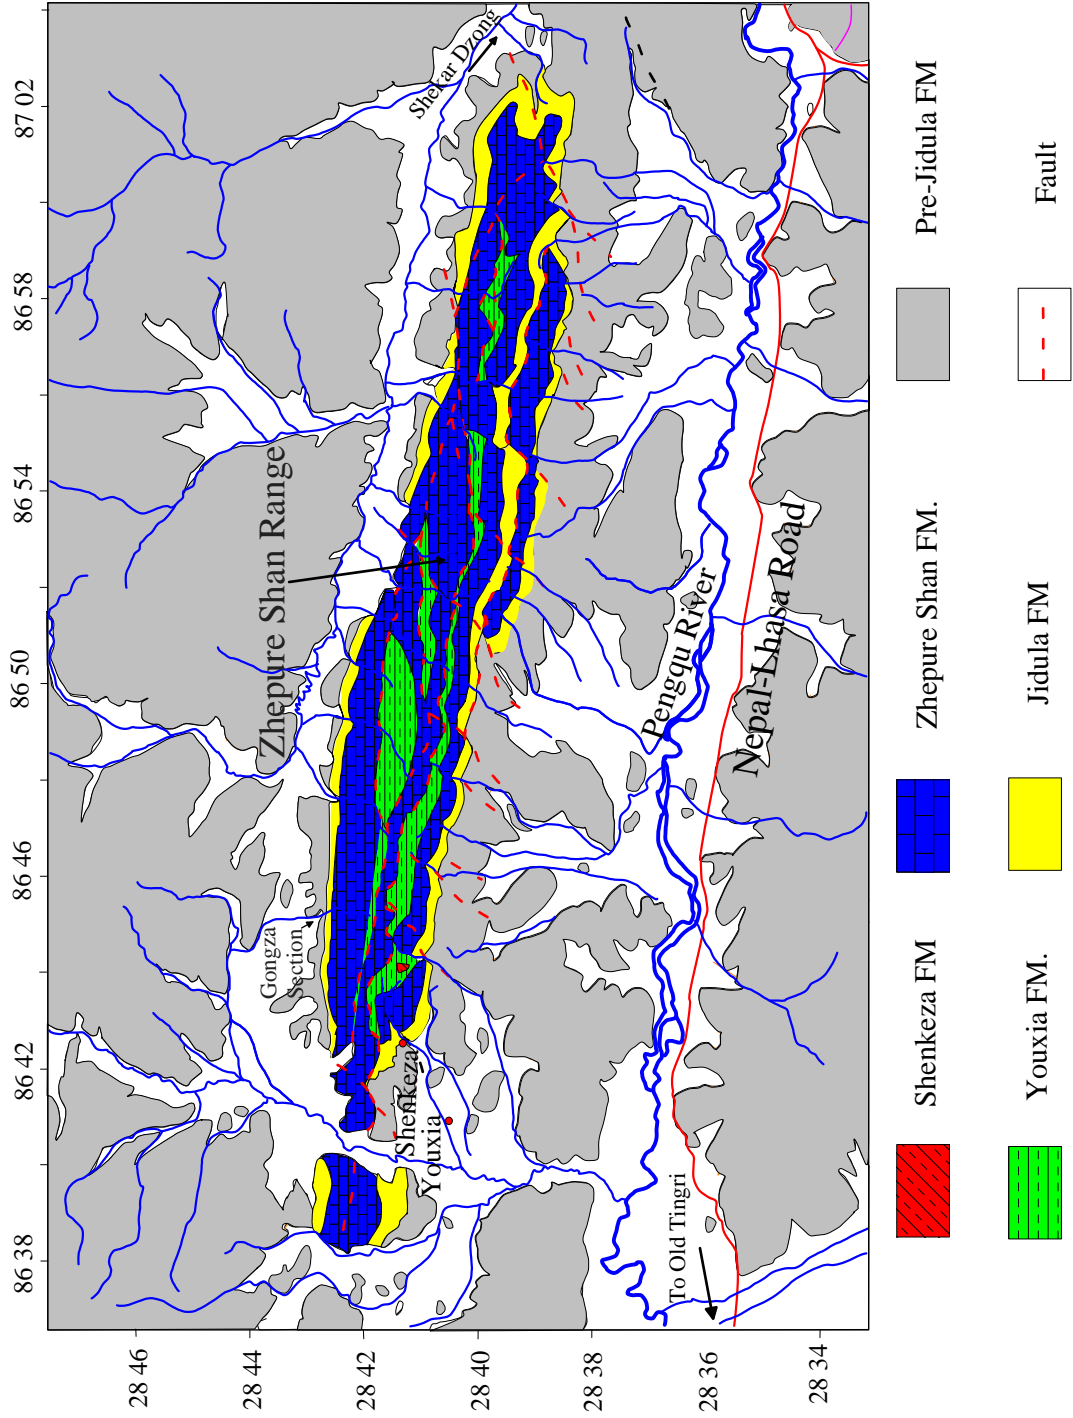 28 46
28 44
28 42
28 40
28 38
28 36
28 34
86 38
86 42
86 46
86 50
86 54
86 58
87 02
Shekar Dzong
Zhepure Shan Range
Gongza
Section
Shenkeza
Youxia
Pengqu River
Nepal-Lhasa Road
To Old Tingri
Shenkeza FM
Zhepure Shan FM.
Pre-Jidula FM
Youxia FM.
Jidula FM
Fault